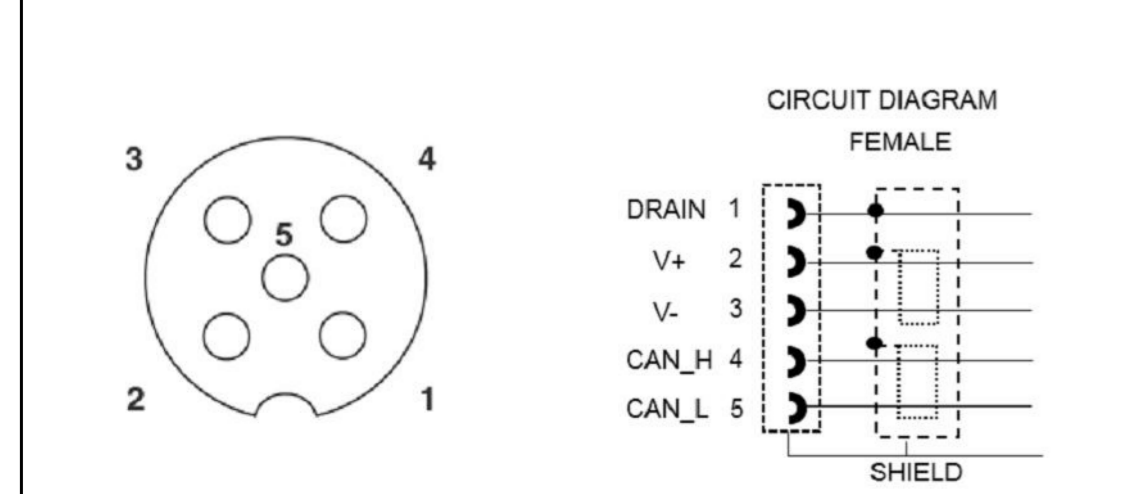 3 4
5
2 1
CIRCUIT DIAGRAM
FEMALE
DRAIN 1
V+ 2
V- 3
CAN_H 4
CAN_L 5
SHIELD